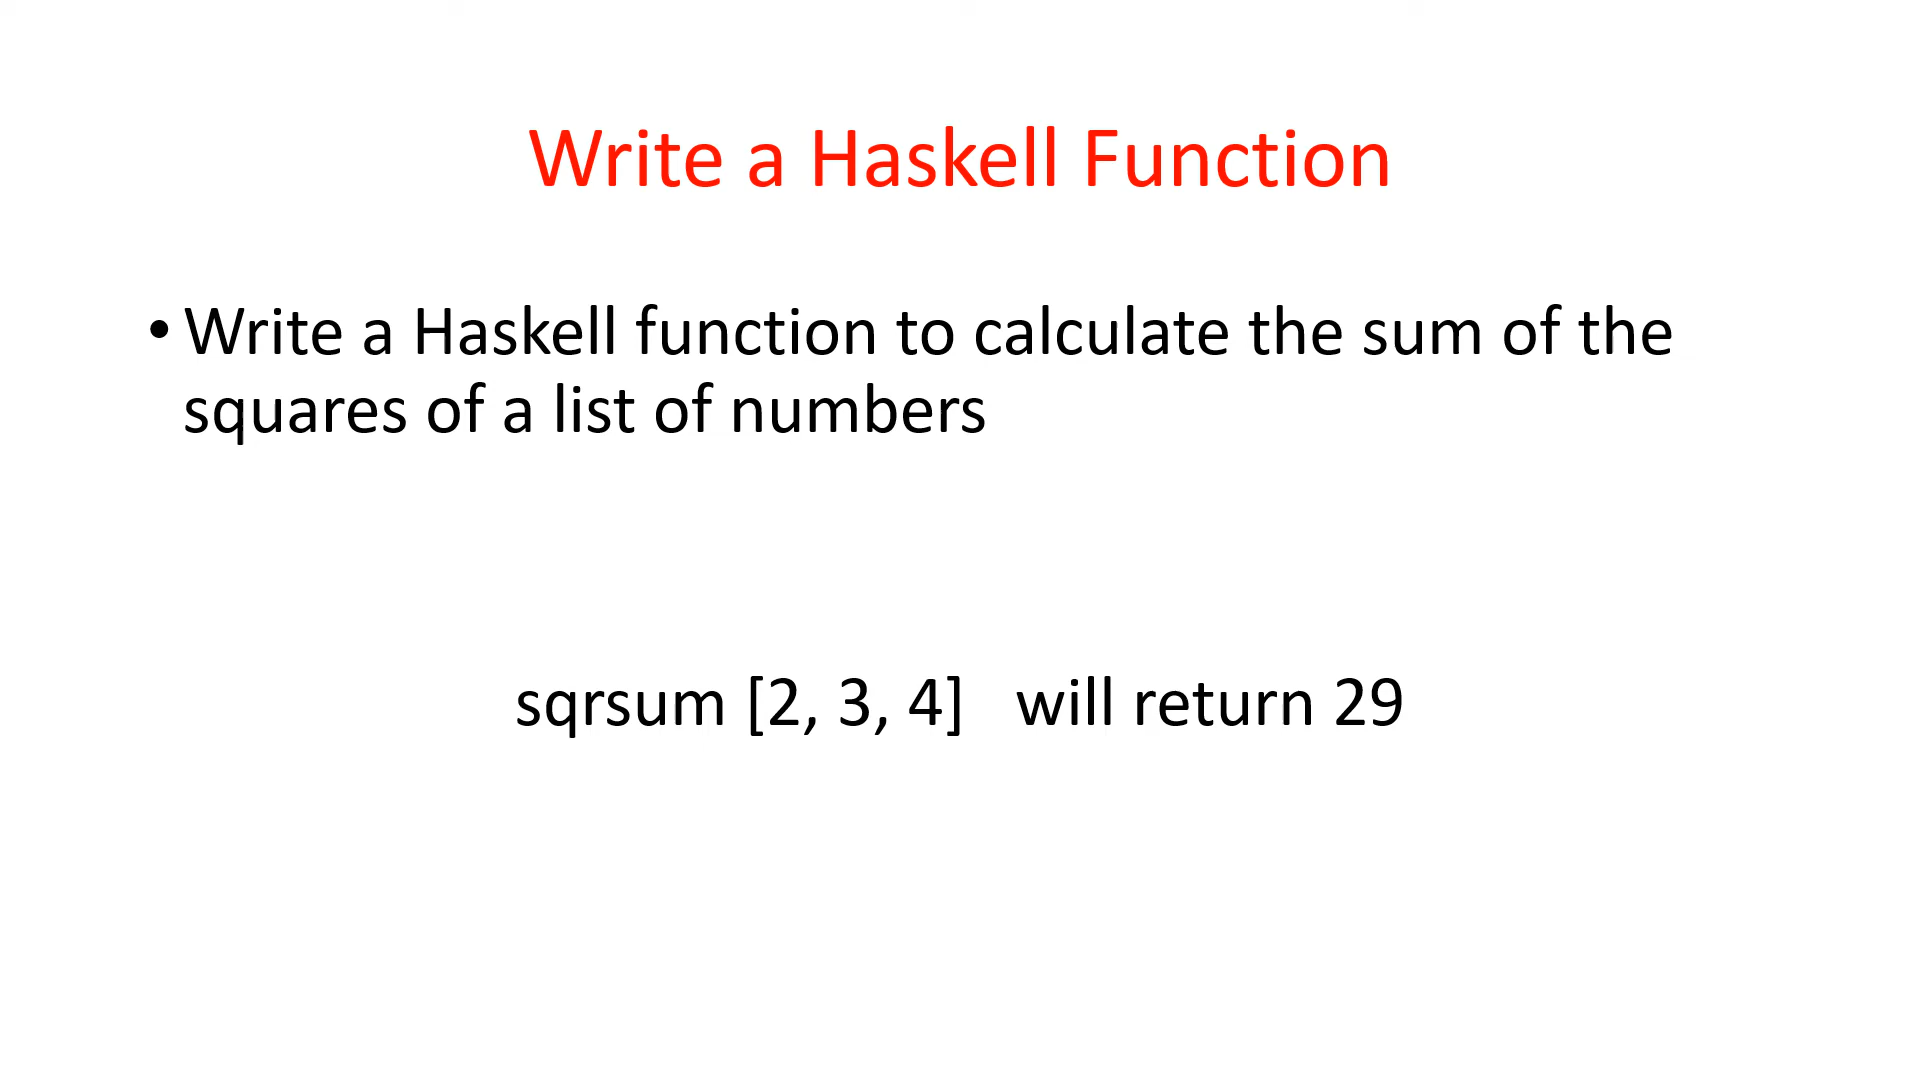 Write a Haskell Function
• Write a Haskell function to calculate the sum of the
squares of a list of numbers
sqrsum [2, 3, 4]   will return 29